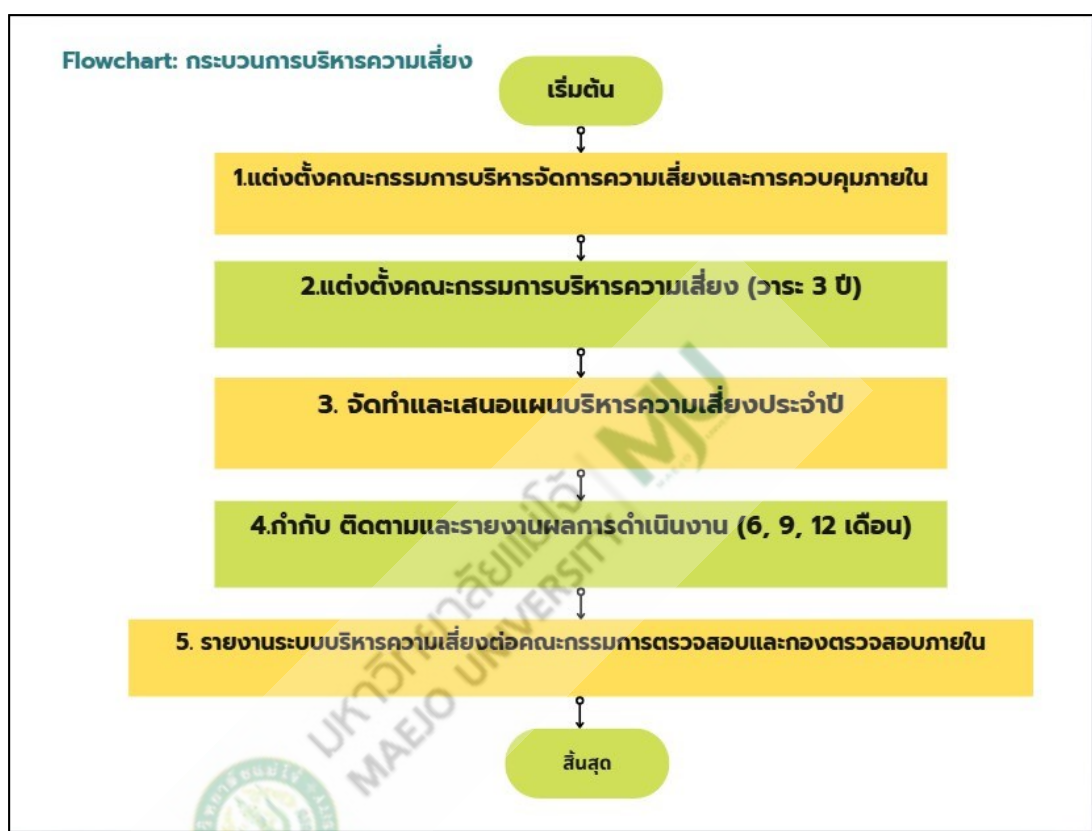 Flowchart: กระบวนการบริหารความเสี่ยง
เริ่มต้น
1.แต่งตั้งคณะกรรมการบริหารจัดการความเสี่ยงและการควบคุมภายใน
2.แต่งตั้งคณะกรรมการบริหารความเสี่ยง (วาระ 3 ปี)
3. จัดทำและเสนอแผนบริหารความเสี่ยงประจำปี
4.กำกับ ติดตามและรายงานผลการดำเนินงาน (6, 9, 12 เดือน)
5. รายงานระบบบริหารความเสี่ยงต่อคณะกรรมการตรวจสอบและกองตรวจสอบภายใน
สิ้นสุด
มหาวิทยาลัยแม่โจ้
MAEJO UNIVERSITY
MJU